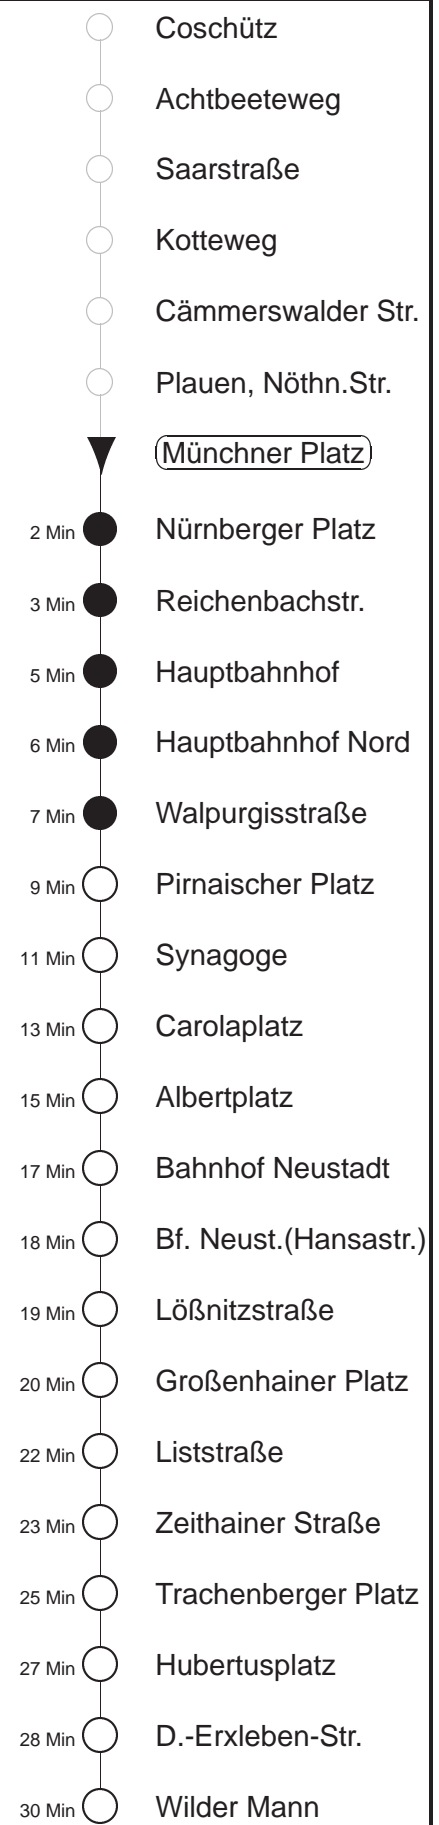 Coschütz
Achtbeeteweg
Saarstraße
Kotteweg
Cämmerswalder Str.
Plauen, Nöthn.Str.
Münchner Platz
2 Min Nürnberger Platz
3 Min Reichenbachstr.
5 Min Hauptbahnhof
6 Min Hauptbahnhof Nord
7 Min Walpurgisstraße
9 Min Pirnaischer Platz
11 Min Synagoge
13 Min Carolaplatz
15 Min Albertplatz
17 Min Bahnhof Neustadt
18 Min Bf. Neust.(Hansastr.)
19 Min Lößnitzstraße
20 Min Großenhainer Platz
22 Min Liststraße
23 Min Zeithainer Straße
25 Min Trachenberger Platz
27 Min Hubertusplatz
28 Min D.-Erxleben-Str.
30 Min Wilder Mann